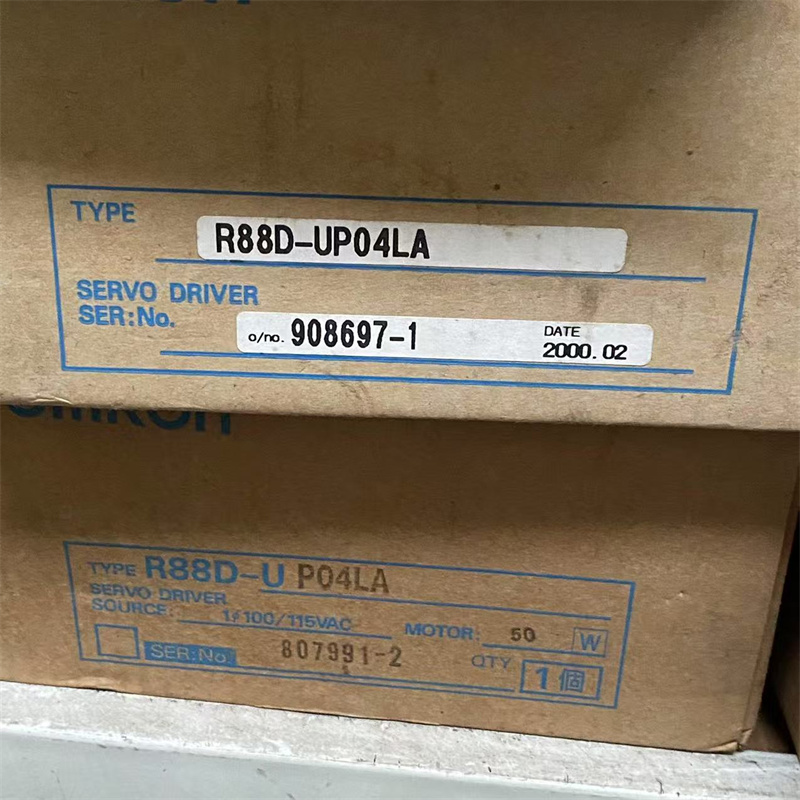 TYPE R88D-UP04LA
SERVO DRIVER
SER:No. o/no. 908697-1 DATE 2000.02
OMRON
TYPE R88D-U P04LA
SERVO DRIVER
SOURCE: 1φ100/115VAC MOTOR: 50 W
SER:No. 807991-2 QTY 1個